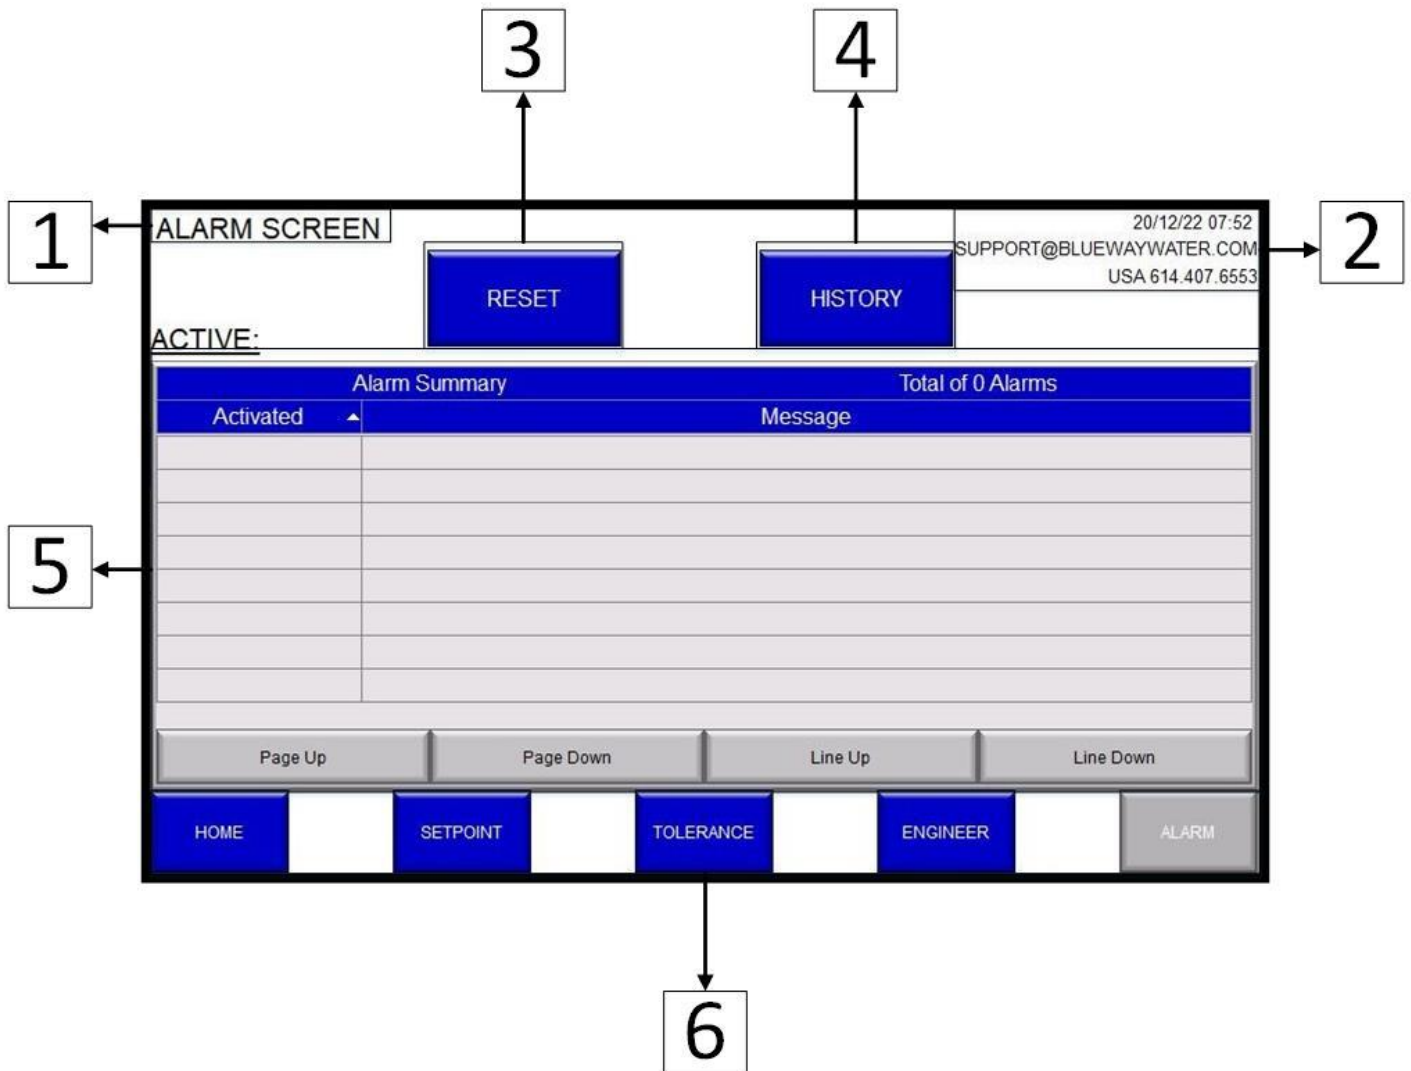 3
4
1
ALARM SCREEN
20/12/22 07:52
SUPPORT@BLUEWAYWATER.COM
USA 614.407.6553
2
RESET
HISTORY
ACTIVE:
Alarm Summary
Total of 0 Alarms
Activated
Message
5
Page Up
Page Down
Line Up
Line Down
HOME
SETPOINT
TOLERANCE
ENGINEER
ALARM
6